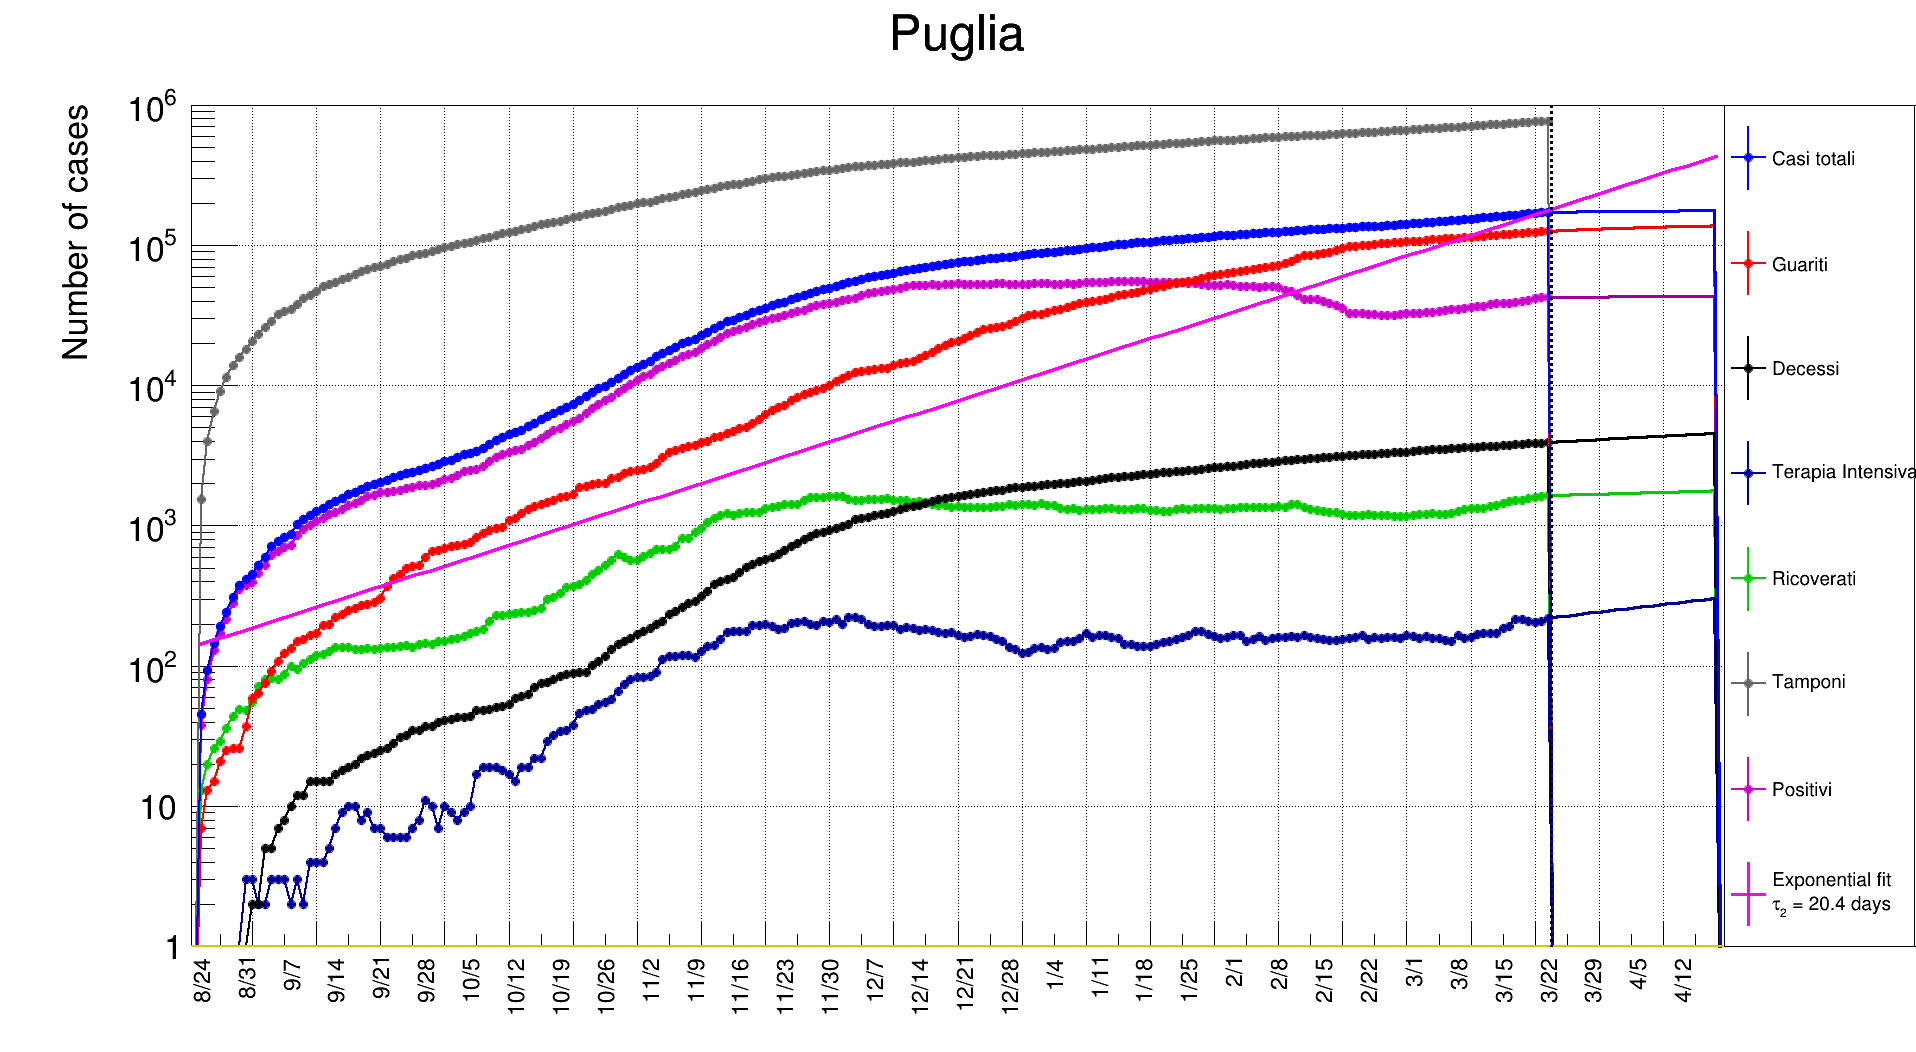 Puglia
Number of cases
10^6
10^5
10^4
10^3
10^2
10
1
8/24 8/31 9/7 9/14 9/21 9/28 10/5 10/12 10/19 10/26 11/2 11/9 11/16 11/23 11/30 12/7 12/14 12/21 12/28 1/4 1/11 1/18 1/25 2/1 2/8 2/15 2/22 3/1 3/8 3/15 3/22 3/29 4/5 4/12
Casi totali
Guariti
Decessi
Terapia Intensiva
Ricoverati
Tamponi
Positivi
Exponential fit
τ₂ = 20.4 days